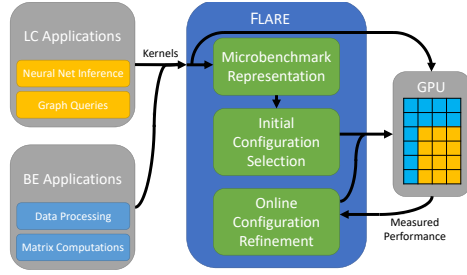 LC Applications
Neural Net Inference
Graph Queries
BE Applications
Data Processing
Matrix Computations
Kernels
FLARE
Microbenchmark
Representation
Initial
Configuration
Selection
Online
Configuration
Refinement
GPU
Measured
Performance